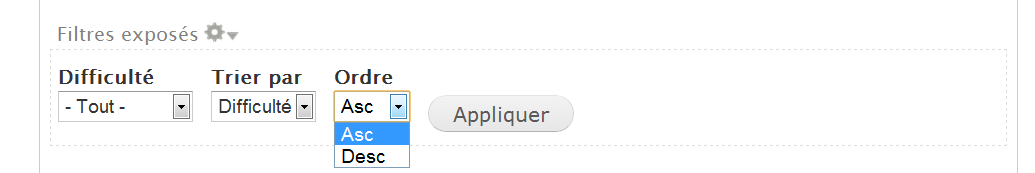 Filtres exposés
Difficulté Trier par Ordre
- Tout - Difficulté Asc Appliquer
Asc
Desc